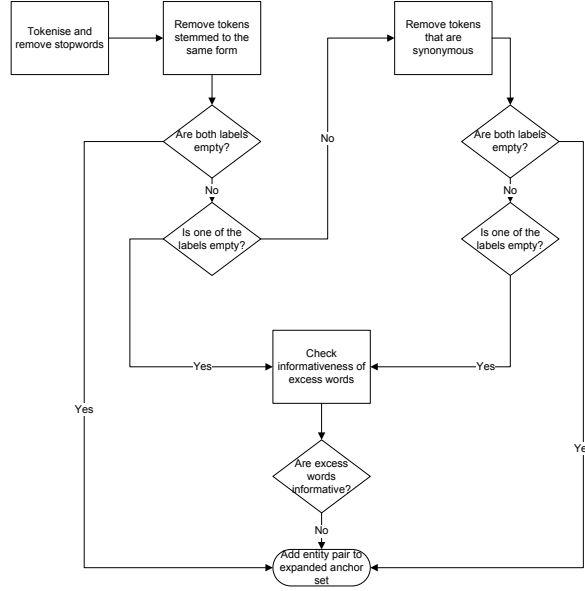 Tokenise and
remove stopwords
Remove tokens
stemmed to the
same form
Remove tokens
that are
synonymous
Are both labels
empty?
No
Is one of the
labels empty?
No
Are both labels
empty?
No
Is one of the
labels empty?
Yes
Check
informativeness of
excess words
Yes
Yes
Are excess
words
informative?
Ye
No
Add entity pair to
expanded anchor
set